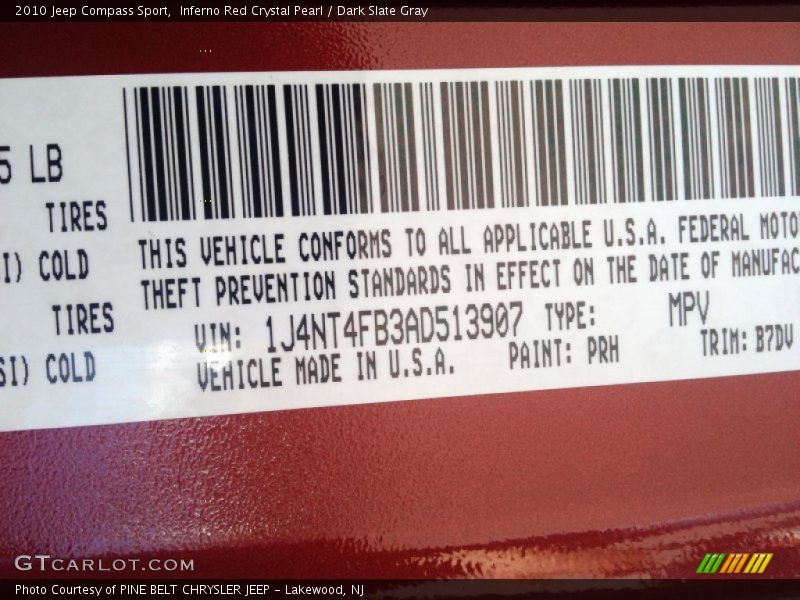 2010 Jeep Compass Sport,  Inferno Red Crystal Pearl / Dark Slate Gray
5 LB
TIRES
I) COLD
TIRES
SI) COLD
THIS VEHICLE CONFORMS TO ALL APPLICABLE U.S.A. FEDERAL MOTO
THEFT PREVENTION STANDARDS IN EFFECT ON THE DATE OF MANUFAC
VIN: 1J4NT4FB3AD513907 TYPE: MPV
VEHICLE MADE IN U.S.A. PAINT: PRH TRIM: B7DV
GTCARLOT.COM
Photo Courtesy of PINE BELT CHRYSLER JEEP - Lakewood, NJ